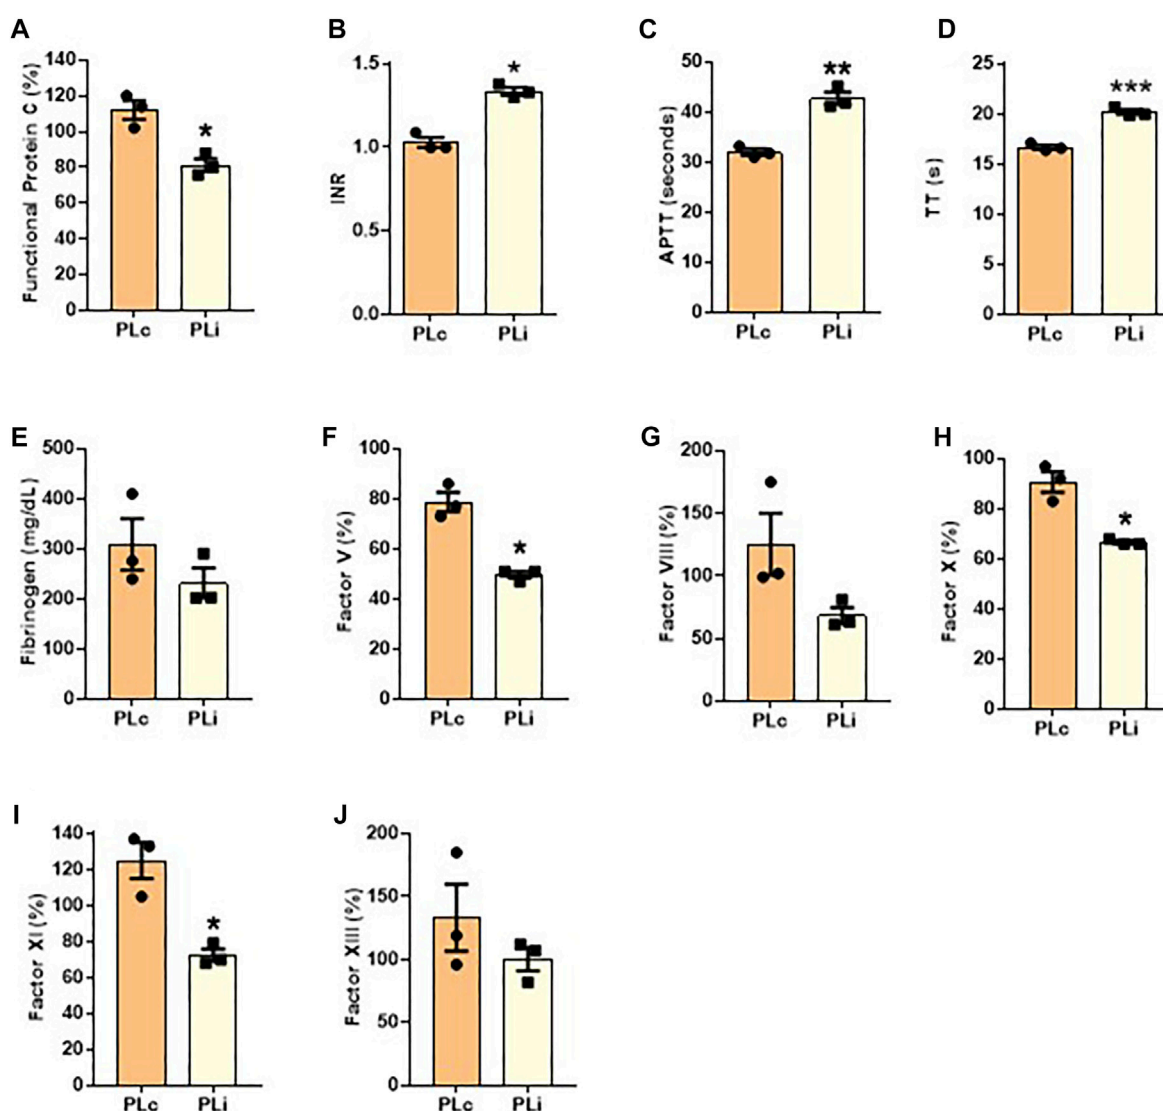 A
Functional Protein C (%)
140
120
100
80
60
40
20
0
*
PLc PLi
B
INR
1.5
1.0
0.5
0.0
*
PLc PLi
C
APTT (seconds)
50
40
30
20
10
0
**
PLc PLi
D
TT (s)
25
20
15
10
5
0
***
PLc PLi
E
Fibrinogen (mg/dL)
500
400
300
200
100
0
PLc PLi
F
Factor V (%)
100
80
60
40
20
0
*
PLc PLi
G
Factor VIII (%)
200
150
100
50
0
PLc PLi
H
Factor X (%)
100
80
60
40
20
0
*
PLc PLi
I
Factor XI (%)
140
120
100
80
60
40
20
0
*
PLc PLi
J
Factor XIII (%)
200
150
100
50
0
PLc PLi